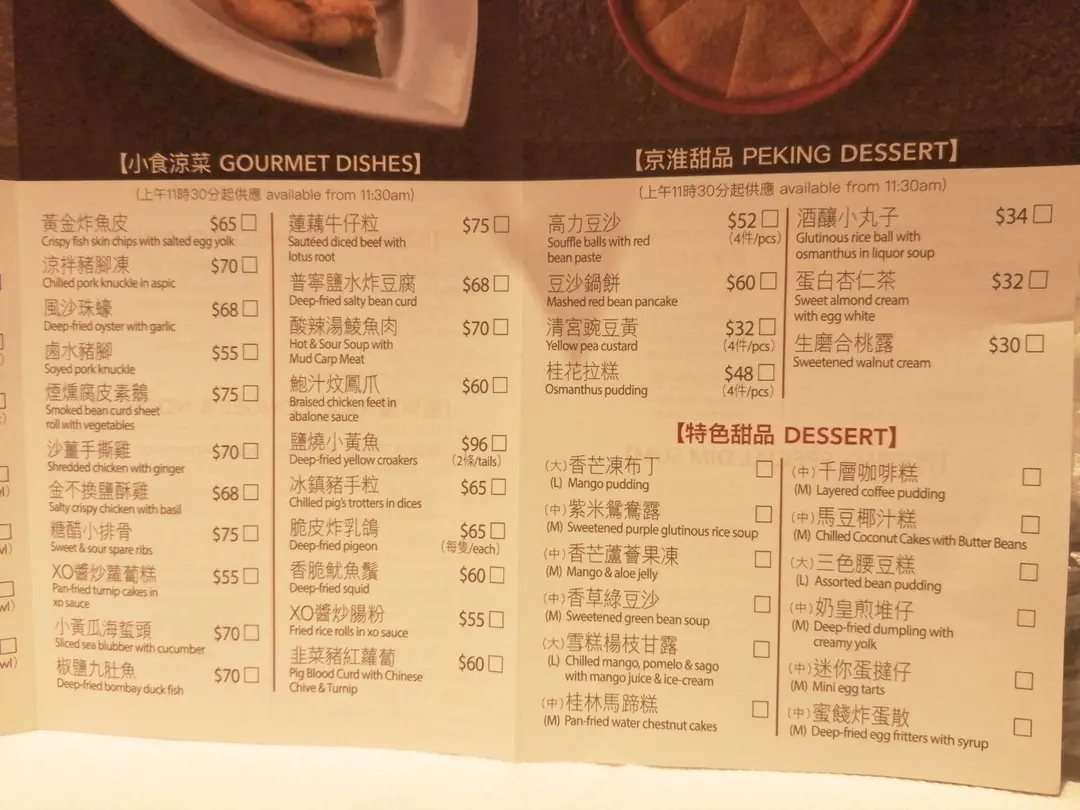 【小食涼菜 GOURMET DISHES】
(上午11時30分起供應 available from 11:30am)
黃金炸魚皮 $65
Crispy fish skin chips with salted egg yolk
涼拌豬腳凍 $70
Chilled pork knuckle in aspic
風沙珠蠔 $68
Deep-fried oyster with garlic
鹵水豬腳 $55
Soyed pork knuckle
煙燻腐皮素鵝 $75
Smoked bean curd sheet
roll with vegetables
沙薑手撕雞 $70
Shredded chicken with ginger
金不換鹽酥雞 $68
Salty crispy chicken with basil
糖醋小排骨 $75
Sweet & sour spare ribs
XO醬炒蘿蔔糕 $55
Pan-fried turnip cakes in
xo sauce
小黃瓜海蜇頭 $70
Sliced sea blubber with cucumber
椒鹽九肚魚 $70
Deep-fried bombay duck fish
蓮藕牛仔粒 $75
Sautéed diced beef with
lotus root
普寧鹽水炸豆腐 $68
Deep-fried salty bean curd
酸辣湯鯪魚肉 $70
Hot & Sour Soup with
Mud Carp Meat
鮑汁炆鳳爪 $60
Braised chicken feet in
abalone sauce
鹽燒小黃魚 $96
Deep-fried yellow croakers (2條/tails)
冰鎮豬手粒 $65
Chilled pig's trotters in dices
脆皮炸乳鴿 $65
Deep-fried pigeon (每隻/each)
香脆魷魚鬚 $60
Deep-fried squid
XO醬炒腸粉 $55
Fried rice rolls in xo sauce
韭菜豬紅蘿蔔 $60
Pig Blood Curd with Chinese
Chive & Turnip
【京淮甜品 PEKING DESSERT】
(上午11時30分起供應 available from 11:30am)
高力豆沙 $52
Souffle balls with red (4件/pcs)
bean paste
豆沙鍋餅 $60
Mashed red bean pancake
清宮豌豆黃 $32
Yellow pea custard (4件/pcs)
桂花拉糕 $48
Osmanthus pudding (4件/pcs)
酒釀小丸子 $34
Glutinous rice ball with
osmanthus in liquor soup
蛋白杏仁茶 $32
Sweet almond cream
with egg white
生磨合桃露 $30
Sweetened walnut cream
【特色甜品 DESSERT】
(大) 香芒凍布丁
(L) Mango pudding
(中) 紫米鴛鴦露
(M) Sweetened purple glutinous rice soup
(中) 香芒蘆薈果凍
(M) Mango & aloe jelly
(中) 香草綠豆沙
(M) Sweetened green bean soup
(大) 雪糕楊枝甘露
(L) Chilled mango, pomelo & sago
with mango juice & ice-cream
(中) 桂林馬蹄糕
(M) Pan-fried water chestnut cakes
(中) 千層咖啡糕
(M) Layered coffee pudding
(中) 馬豆椰汁糕
(M) Chilled Coconut Cakes with Butter Beans
(大) 三色腰豆糕
(L) Assorted bean pudding
(中) 奶皇煎堆仔
(M) Deep-fried dumpling with
creamy yolk
(中) 迷你蛋撻仔
(M) Mini egg tarts
(中) 蜜餞炸蛋散
(M) Deep-fried egg fritters with syrup